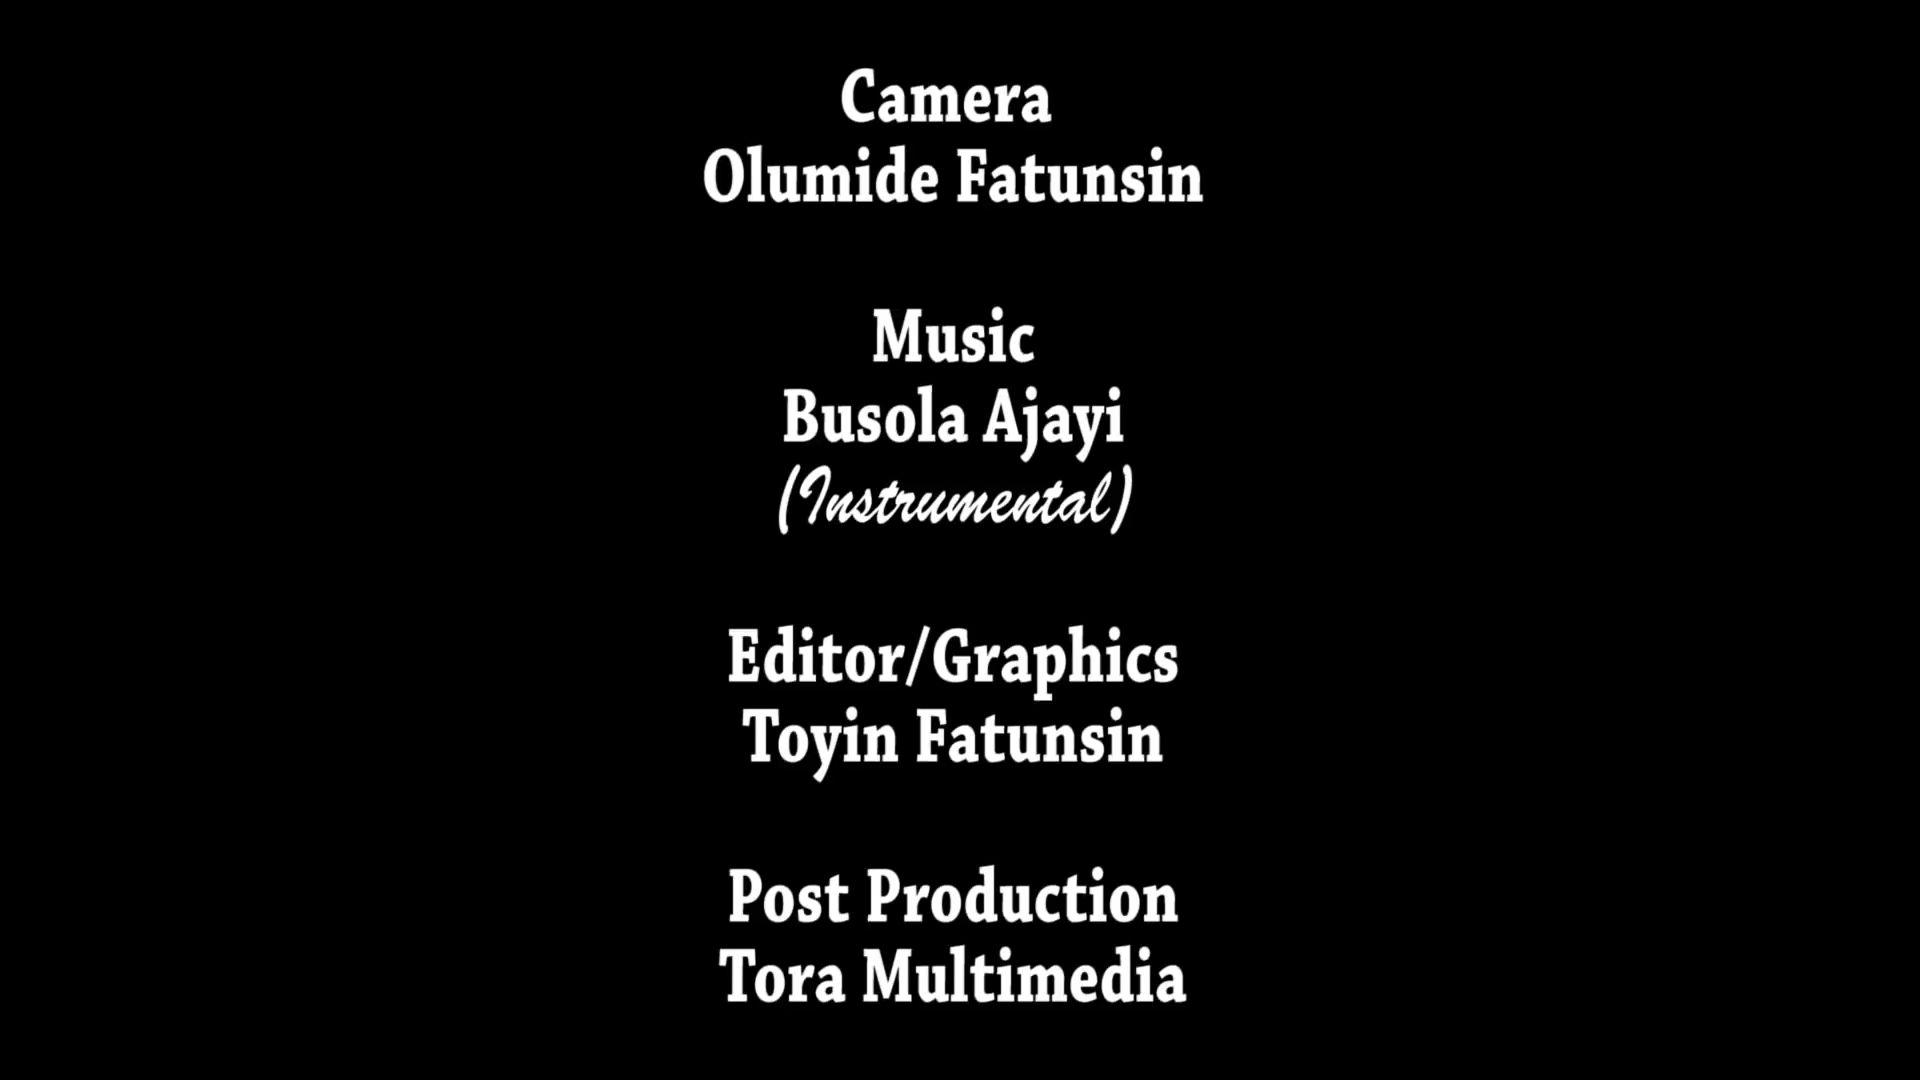 Camera
Olumide Fatunsin
Music
Busola Ajayi
(Instrumental)
Editor/Graphics
Toyin Fatunsin
Post Production
Tora Multimedia